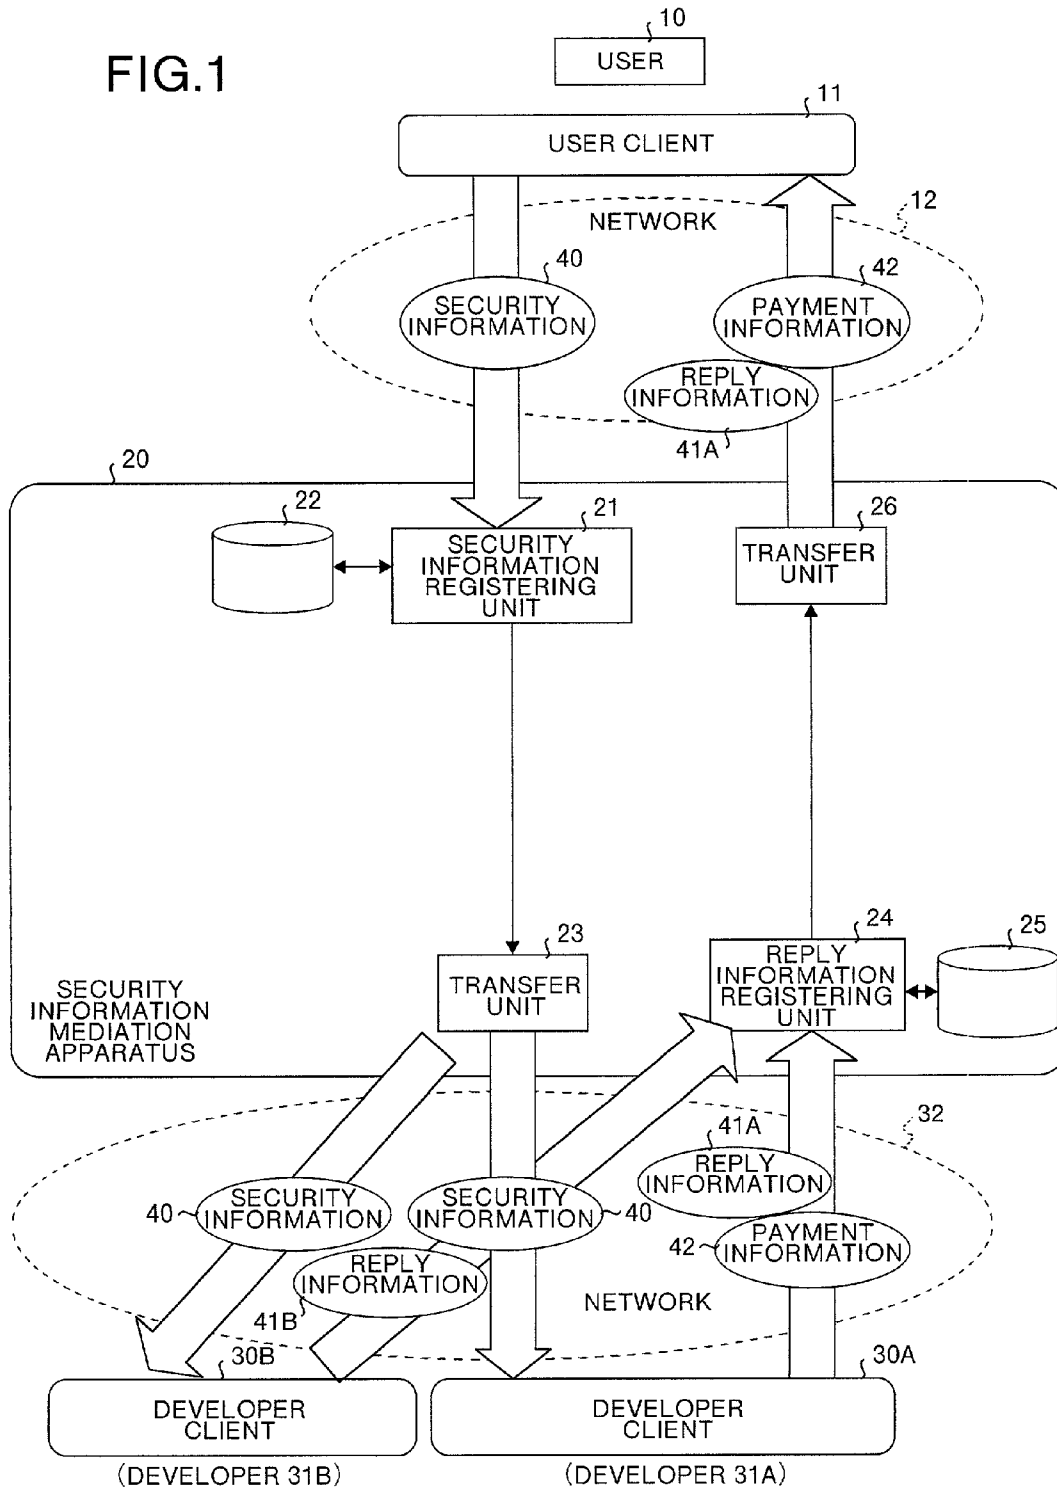 FIG.1
10
USER
11
USER CLIENT
12
NETWORK
40
SECURITY
INFORMATION
42
PAYMENT
INFORMATION
REPLY
INFORMATION
41A
20
22
21
SECURITY
INFORMATION
REGISTERING
UNIT
26
TRANSFER
UNIT
23
TRANSFER
UNIT
24
REPLY
INFORMATION
REGISTERING
UNIT
25
SECURITY
INFORMATION
MEDIATION
APPARATUS
32
41A
REPLY
INFORMATION
40
SECURITY
INFORMATION
SECURITY
INFORMATION
40
42
PAYMENT
INFORMATION
REPLY
INFORMATION
41B
NETWORK
30B
30A
DEVELOPER
CLIENT
DEVELOPER
CLIENT
(DEVELOPER 31B)
(DEVELOPER 31A)